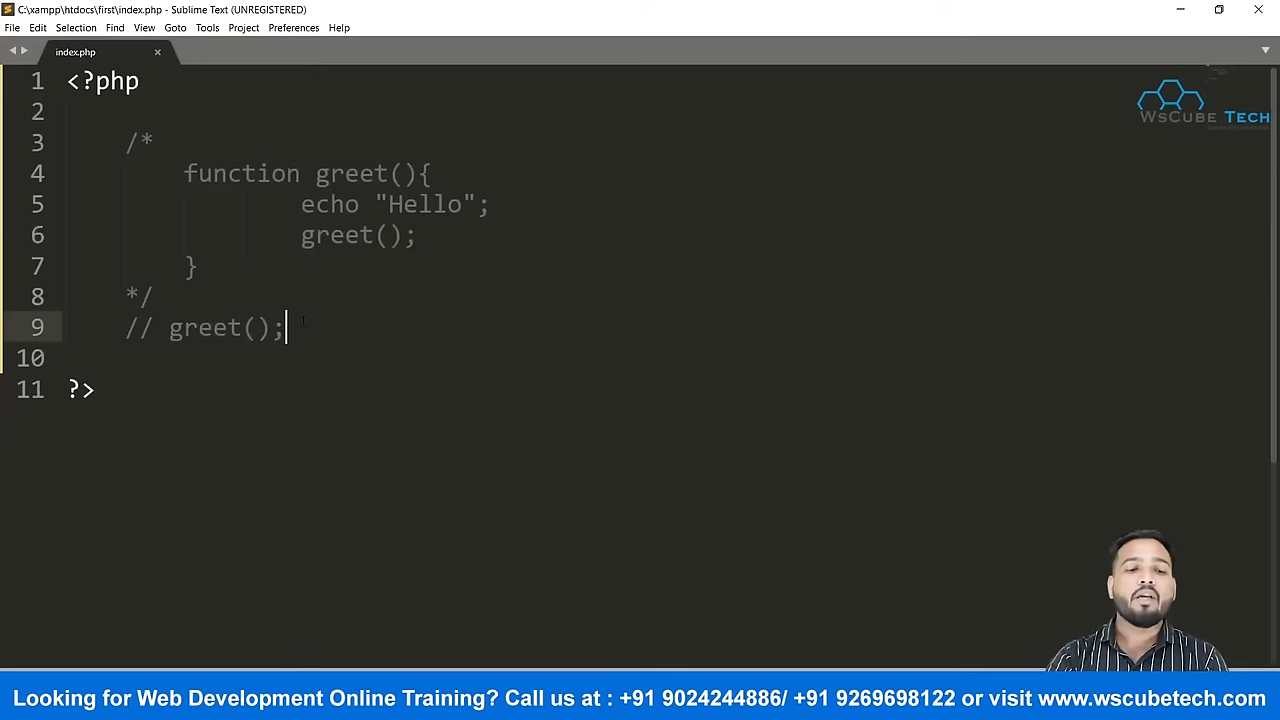 C:\xampp\htdocs\first\index.php - Sublime Text (UNREGISTERED)
File Edit Selection Find View Goto Tools Project Preferences Help
index.php
1 <?php
2
3 /*
4 function greet(){
5 echo "Hello";
6 greet();
7 }
8 */
9 // greet();
10
11 ?>
WsCube Tech
Looking for Web Development Online Training? Call us at : +91 9024244886/ +91 9269698122 or visit www.wscubetech.com